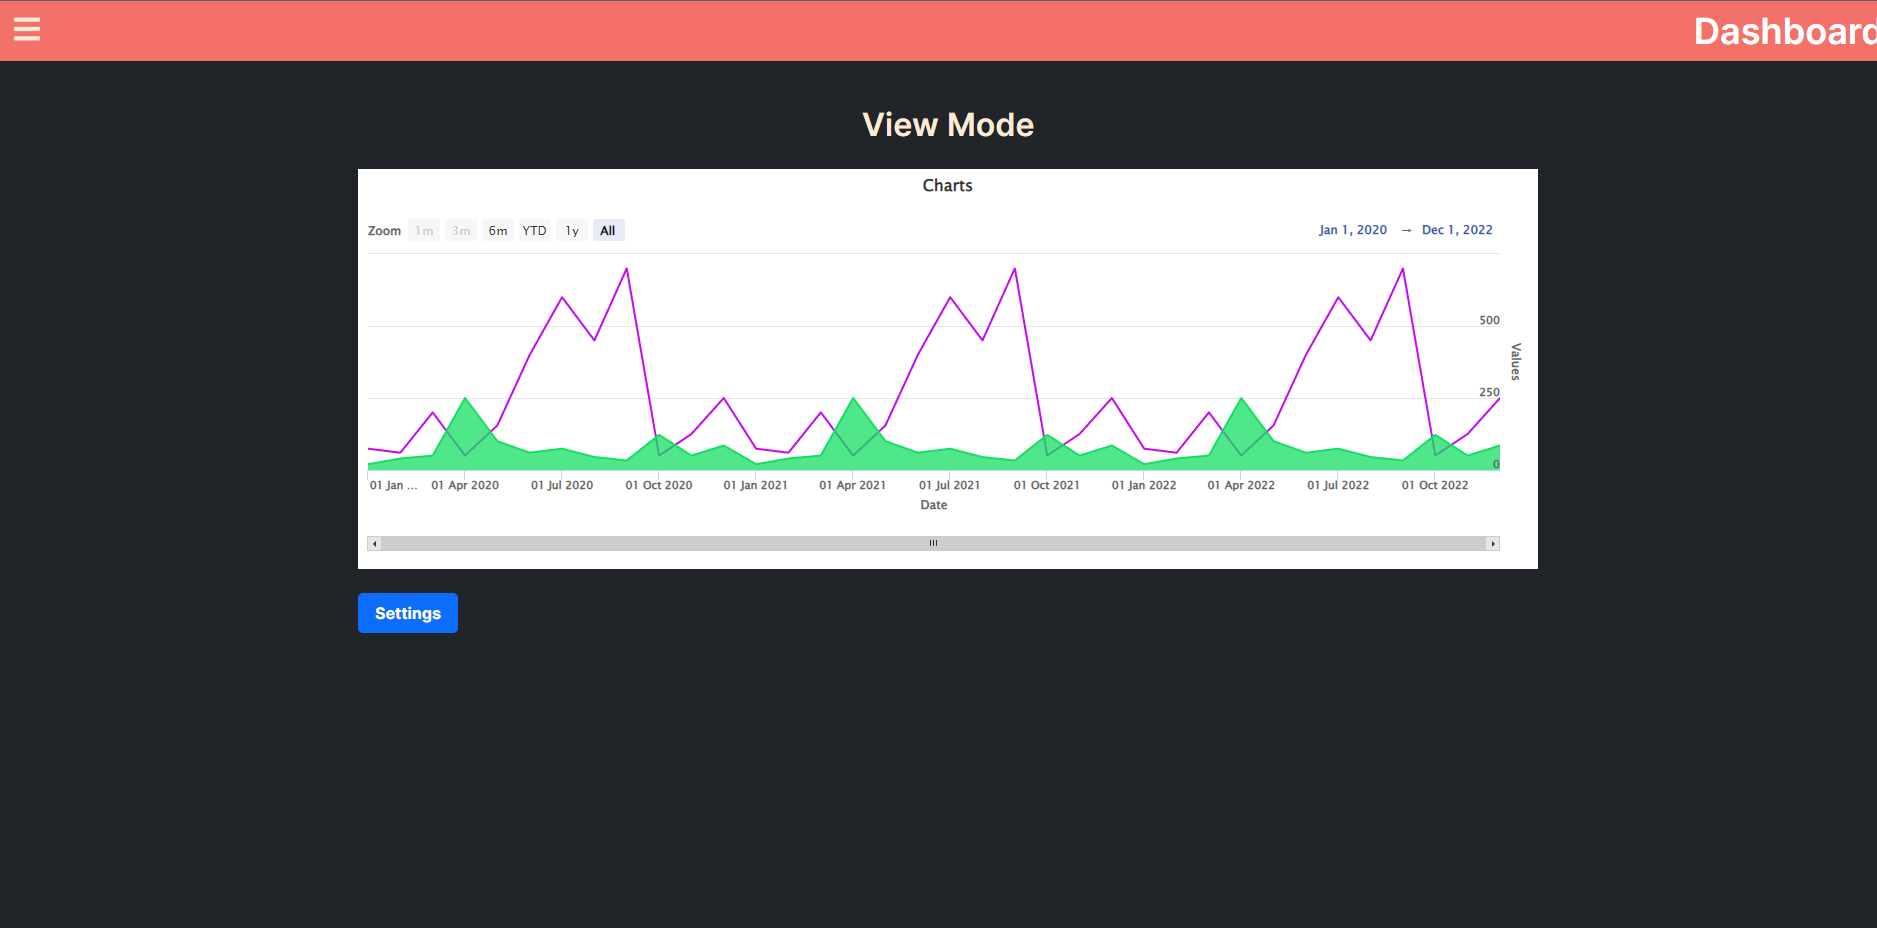 Dashboard
View Mode
Charts
Zoom 1m 3m 6m YTD 1y All Jan 1, 2020 → Dec 1, 2022
500
Values
250
0
01 Jan ... 01 Apr 2020 01 Jul 2020 01 Oct 2020 01 Jan 2021 01 Apr 2021 01 Jul 2021 01 Oct 2021 01 Jan 2022 01 Apr 2022 01 Jul 2022 01 Oct 2022
Date
Settings